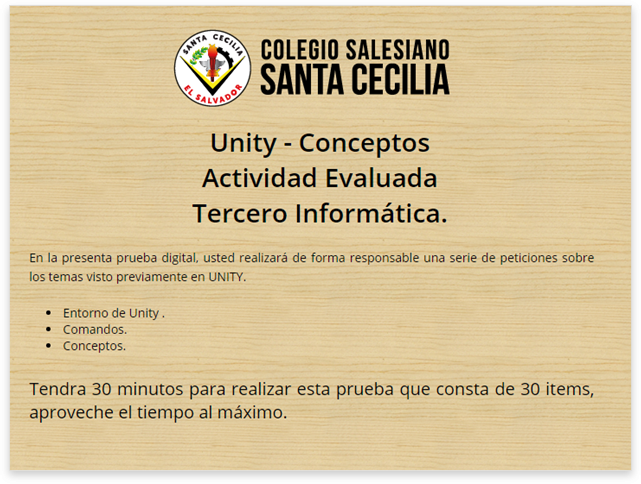 SANTA CECILIA
EL SALVADOR
COLEGIO SALESIANO
SANTA CECILIA
Unity - Conceptos
Actividad Evaluada
Tercero Informática.
En la presenta prueba digital, usted realizará de forma responsable una serie de peticiones sobre
los temas visto previamente en UNITY.
Entorno de Unity .
Comandos.
Conceptos.
Tendra 30 minutos para realizar esta prueba que consta de 30 items,
aproveche el tiempo al máximo.